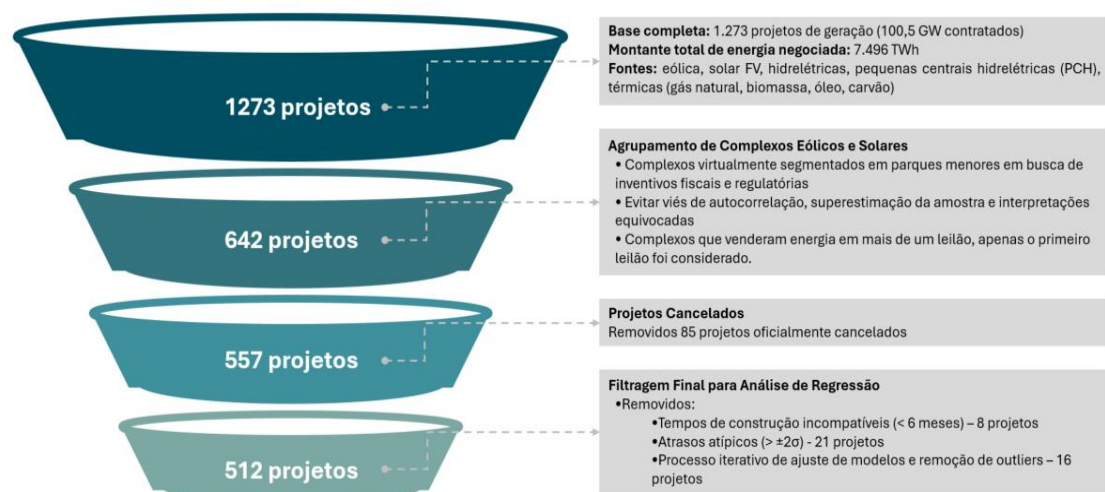 1273 projetos
Base completa: 1.273 projetos de geração (100,5 GW contratados)
Montante total de energia negociada: 7.496 TWh
Fontes: eólica, solar FV, hidrelétricas, pequenas centrais hidrelétricas (PCH),
térmicas (gás natural, biomassa, óleo, carvão)
642 projetos
Agrupamento de Complexos Eólicos e Solares
• Complexos virtualmente segmentados em parques menores em busca de
inventivos fiscais e regulatórias
• Evitar viés de autocorrelação, superestimação da amostra e interpretações
equivocadas
• Complexos que venderam energia em mais de um leilão, apenas o primeiro
leilão foi considerado.
557 projetos
Projetos Cancelados
Removidos 85 projetos oficialmente cancelados
512 projetos
Filtragem Final para Análise de Regressão
•Removidos:
•Tempos de construção incompatíveis (< 6 meses) – 8 projetos
•Atrasos atípicos (> ±2σ) - 21 projetos
•Processo iterativo de ajuste de modelos e remoção de outliers – 16
projetos